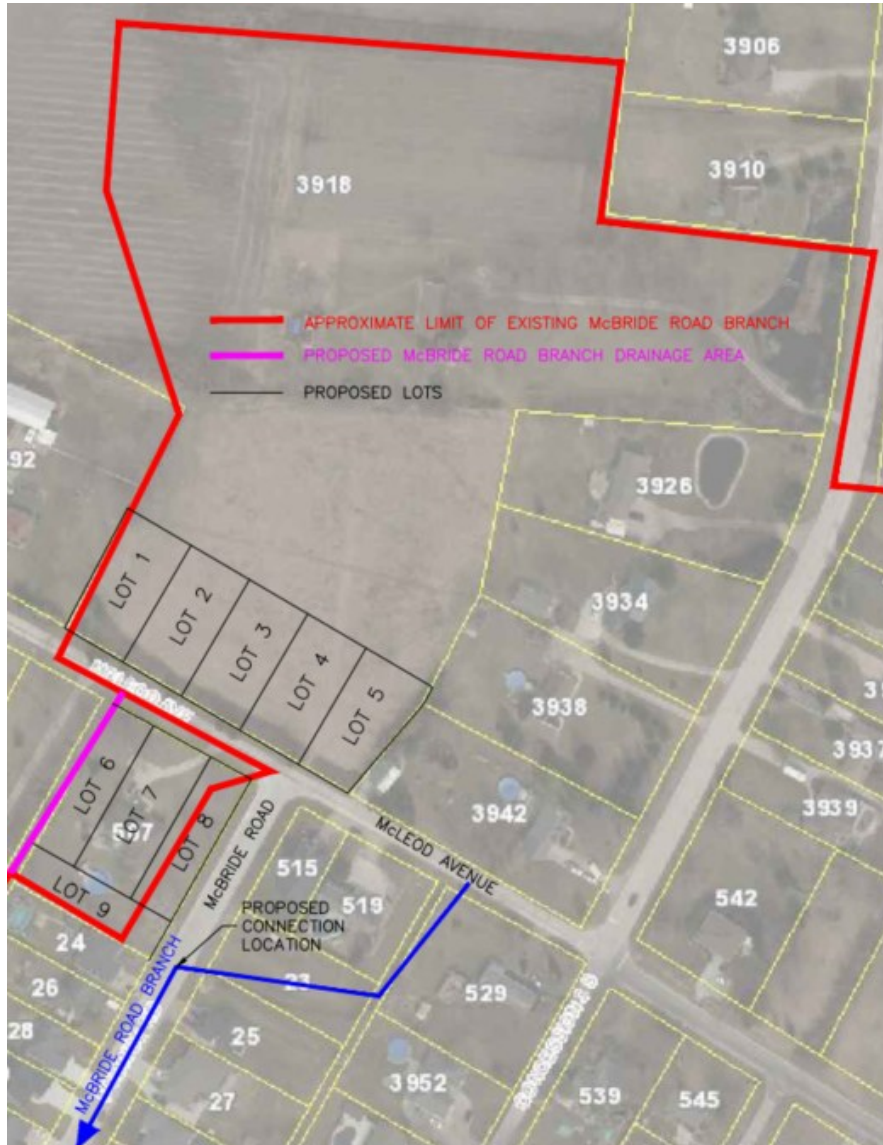 3906
3910
3918
APPROXIMATE LIMIT OF EXISTING McBRIDE ROAD BRANCH
PROPOSED McBRIDE ROAD BRANCH DRAINAGE AREA
PROPOSED LOTS
92
3926
LOT 1
LOT 2
LOT 3
LOT 4
LOT 5
3934
3938
3937
3939
3942
LOT 6
LOT 7
LOT 8
LOT 9
McBRIDE ROAD
McLEOD AVENUE
515
519
542
PROPOSED
CONNECTION
LOCATION
24
26
28
McBRIDE ROAD BRANCH
23
25
27
529
3952
539
545